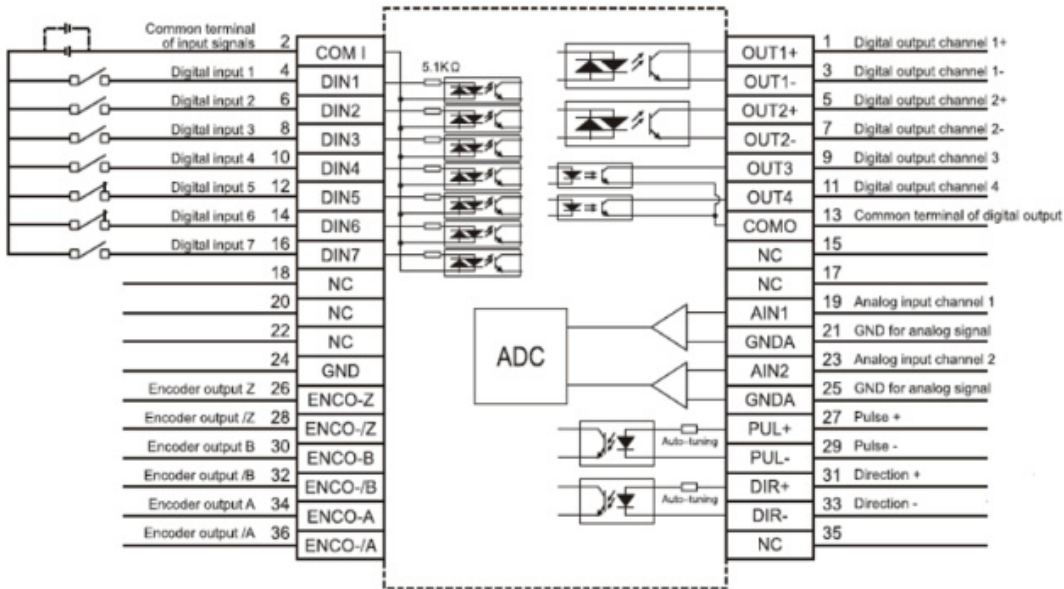 Common terminal
of input signals
2
COM I
Digital input 1
4
DIN1
Digital input 2
6
DIN2
Digital input 3
8
DIN3
Digital input 4
10
DIN4
Digital input 5
12
DIN5
Digital input 6
14
DIN6
Digital input 7
16
DIN7
18
NC
20
NC
22
NC
24
GND
Encoder output Z
26
ENCO-Z
Encoder output /Z
28
ENCO-/Z
Encoder output B
30
ENCO-B
Encoder output /B
32
ENCO-/B
Encoder output A
34
ENCO-A
Encoder output /A
36
ENCO-/A
5.1KΩ
ADC
Auto-tuning
Auto-tuning
OUT1+
1
Digital output channel 1+
OUT1-
3
Digital output channel 1-
OUT2+
5
Digital output channel 2+
OUT2-
7
Digital output channel 2-
OUT3
9
Digital output channel 3
OUT4
11
Digital output channel 4
COMO
13
Common terminal of digital output
NC
15
NC
17
AIN1
19
Analog input channel 1
GNDA
21
GND for analog signal
AIN2
23
Analog input channel 2
GNDA
25
GND for analog signal
PUL+
27
Pulse +
PUL-
29
Pulse -
DIR+
31
Direction +
DIR-
33
Direction -
NC
35